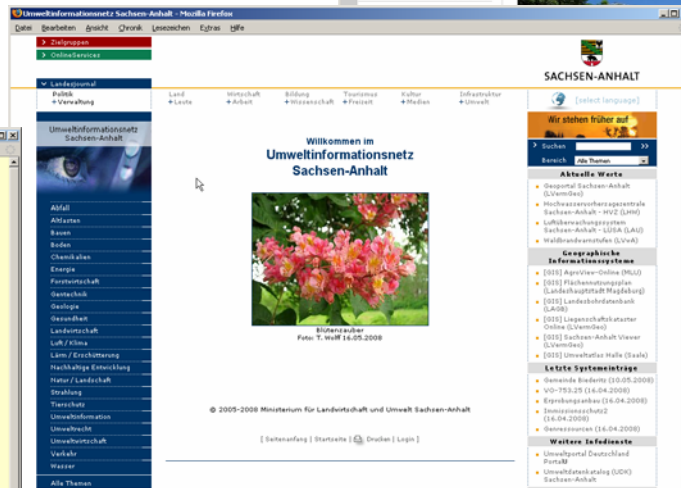 Umweltinformationsnetz Sachsen-Anhalt - Mozilla Firefox
Datei Bearbeiten Ansicht Chronik Lesezeichen Extras Hilfe
Zielgruppen
OnlineServices
SACHSEN-ANHALT
Landesjournal
Politik
+Verwaltung
Land
+Leute
Wirtschaft
+Arbeit
Bildung
+Wissenschaft
Tourismus
+Freizeit
Kultur
+Medien
Infrastruktur
+Umwelt
[select language]
Umweltinformationsnetz
Sachsen-Anhalt
Abfall
Altlasten
Bauen
Boden
Chemikalien
Energie
Forstwirtschaft
Gentechnik
Geologie
Gesundheit
Landwirtschaft
Luft / Klima
Lärm / Erschütterung
Nachhaltige Entwicklung
Natur / Landschaft
Strahlung
Tierschutz
Umweltinformation
Umweltrecht
Umweltwirtschaft
Verkehr
Wasser
Alle Themen
Willkommen im
Umweltinformationsnetz
Sachsen-Anhalt
Blütenzauber
Foto: T. Wolff 16.05.2008
© 2005-2008 Ministerium für Landwirtschaft und Umwelt Sachsen-Anhalt
[ Seitenanfang | Startseite | Drucken | Login ]
Wir stehen früher auf
Suchen >>
Bereich Alle Themen
Aktuelle Werte
Geoportal Sachsen-Anhalt
(LVermGeo)
Hochwasservorhersagezentrale
Sachsen-Anhalt - HVZ (LHW)
Luftüberwachungssystem
Sachsen-Anhalt - LÜSA (LAU)
Waldbrandwarnstufen (LVwA)
Geographische
Informationssysteme
[GIS] AgroView-Online (MLU)
[GIS] Flächennutzungsplan
(Landeshauptstadt Magdeburg)
[GIS] Landesbohrdatenbank
(LAGB)
[GIS] Liegenschaftskataster
Online (LVermGeo)
[GIS] Sachsen-Anhalt Viewer
(LVermGeo)
[GIS] Umweltatlas Halle (Saale)
Letzte Systemeinträge
Gemeinde Biederitz (10.05.2008)
VO-753.25 (16.04.2008)
Erprobungsanbau (16.04.2008)
Immissionsschutz2
(16.04.2008)
Genressourcen (16.04.2008)
Weitere Infodienste
Umweltportal Deutschland
PortalU
Umweltdatenkatalog (UDK)
Sachsen-Anhalt